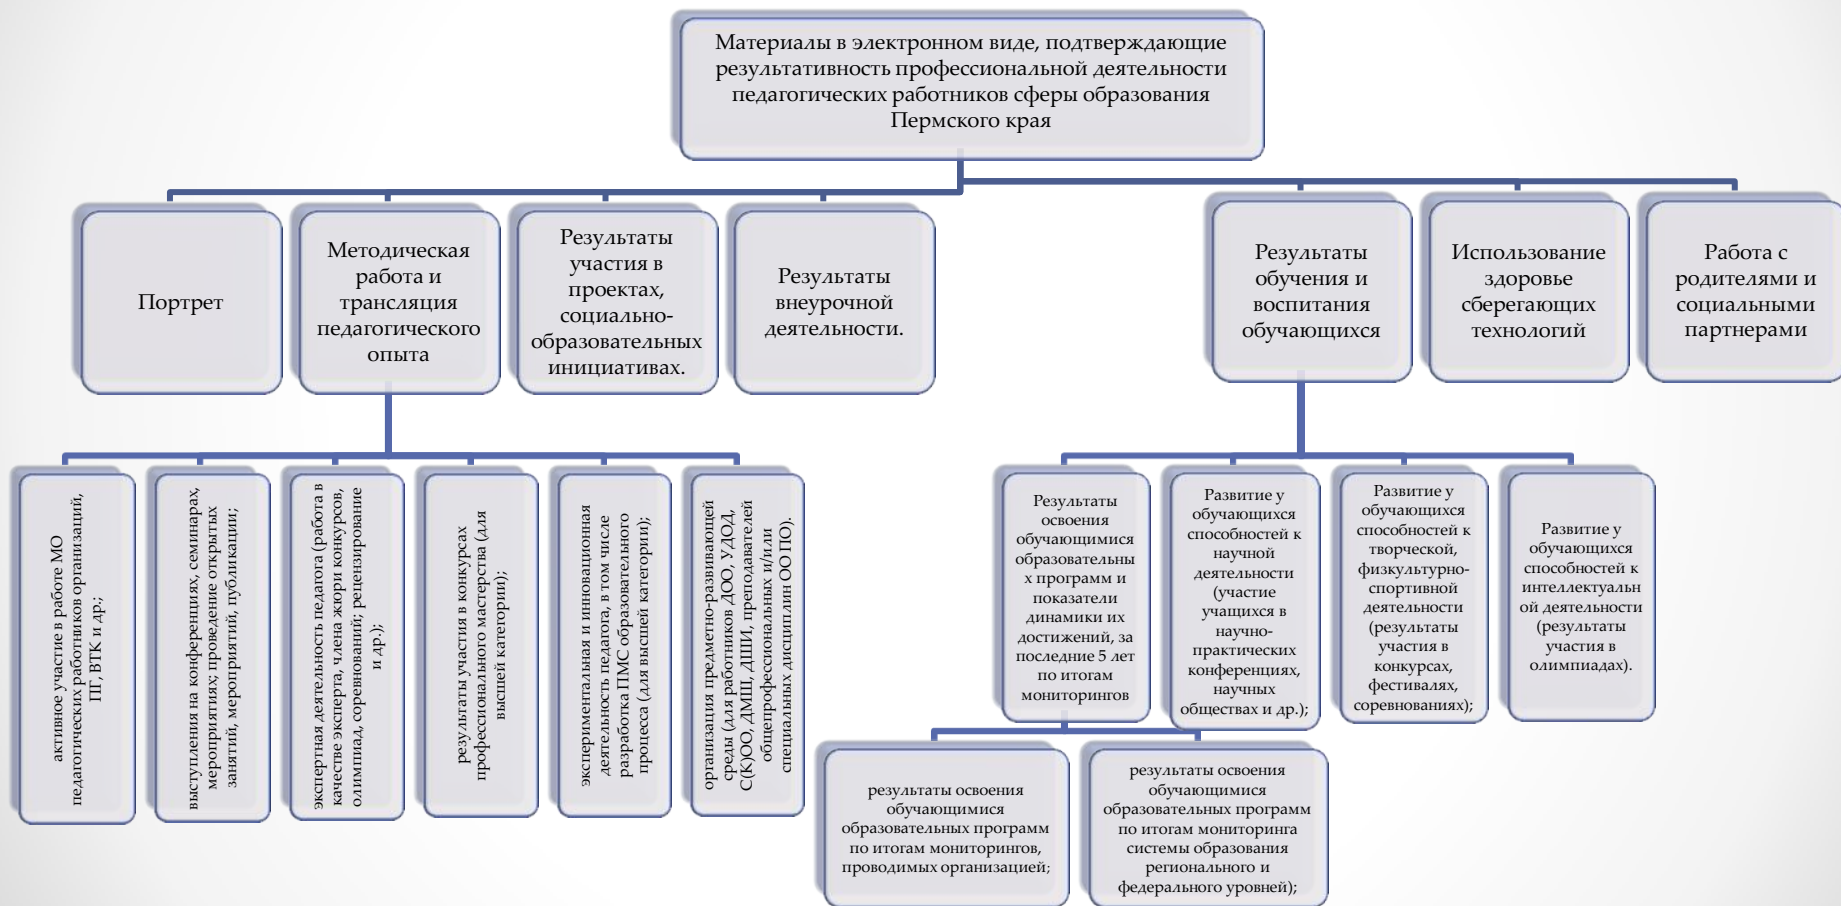 Материалы в электронном виде, подтверждающие
результативность профессиональной деятельности
педагогических работников сферы образования
Пермского края
Портрет
Методическая
работа и
трансляция
педагогического
опыта
Результаты
участия в
проектах,
социально-
образовательных
инициативах.
Результаты
внеурочной
деятельности.
Результаты
обучения и
воспитания
обучающихся
Использование
здоровье
сберегающих
технологий
Работа с
родителями и
социальными
партнерами
активное участие в работе МО
педагогических работников организаций,
ПГ, ВТК и др.;
выступления на конференциях, семинарах,
мероприятиях; проведение открытых
занятий, мероприятий, публикации;
экспертная деятельность педагога (работа в
качестве эксперта, члена жюри конкурсов,
олимпиад, соревнований; рецензирование
и др.);
результаты участия в конкурсах
профессионального мастерства (для
высшей категории);
экспериментальная и инновационная
деятельность педагога, в том числе
разработка ПМС образовательного
процесса (для высшей категории);
организация предметно-развивающей
среды (для работников ДОО, УДОД,
С(К)ОО, ДМШ, ДШИ, преподавателей
общепрофессиональных и/или
специальных дисциплин ОО ПО).
Результаты
освоения
обучающимися
образовательны
х программ и
показатели
динамики их
достижений, за
последние 5 лет
по итогам
мониторингов
Развитие у
обучающихся
способностей к
научной
деятельности
(участие
учащихся в
научно-
практических
конференциях,
научных
обществах и др.);
Развитие у
обучающихся
способностей к
творческой,
физкультурно-
спортивной
деятельности
(результаты
участия в
конкурсах,
фестивалях,
соревнованиях);
Развитие у
обучающихся
способностей к
интеллектуальн
ой деятельности
(результаты
участия в
олимпиадах).
результаты освоения
обучающимися
образовательных программ
по итогам мониторингов,
проводимых организацией;
результаты освоения
обучающимися
образовательных программ
по итогам мониторинга
системы образования
регионального и
федерального уровней);